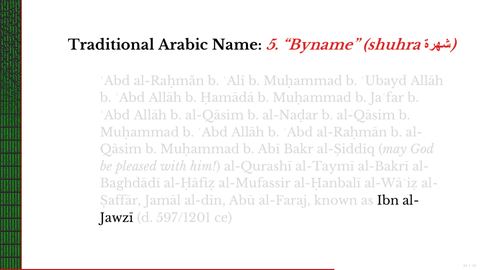 Traditional Arabic Name: 5. “Byname” (shuhra شهرة)
ʿAbd al-Raḥmān b. ʿAlī b. Muḥammad b. ʿUbayd Allāh
b. ʿAbd Allāh b. Ḥamādā b. Muḥammad b. Jaʿfar b.
ʿAbd Allāh b. al-Qāsim b. al-Naḍar b. al-Qāsim b.
Muḥammad b. ʿAbd Allāh b. ʿAbd al-Raḥmān b. al-
Qāsim b. Muḥammad b. Abī Bakr al-Ṣiddīq (may God
be pleased with him!) al-Qurashī al-Taymī al-Bakrī al-
Baghdādī al-Ḥāfiẓ al-Mufassir al-Ḥanbalī al-Wāʿiẓ al-
Ṣaffār, Jamāl al-dīn, Abū al-Faraj, known as Ibn al-
Jawzī (d. 597/1201 ce)